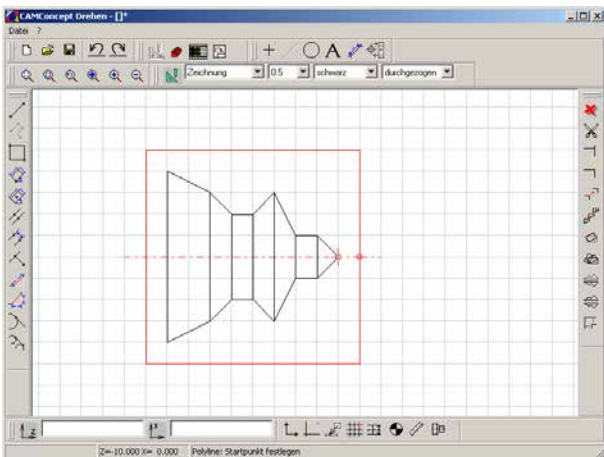 CAMConcept Drehen - []*
Datei ?
A
Zeichnung 0.5 schwarz durchgezogen
Z X
Z=-10.000 X= 0.000 Polyline: Startpunkt festlegen